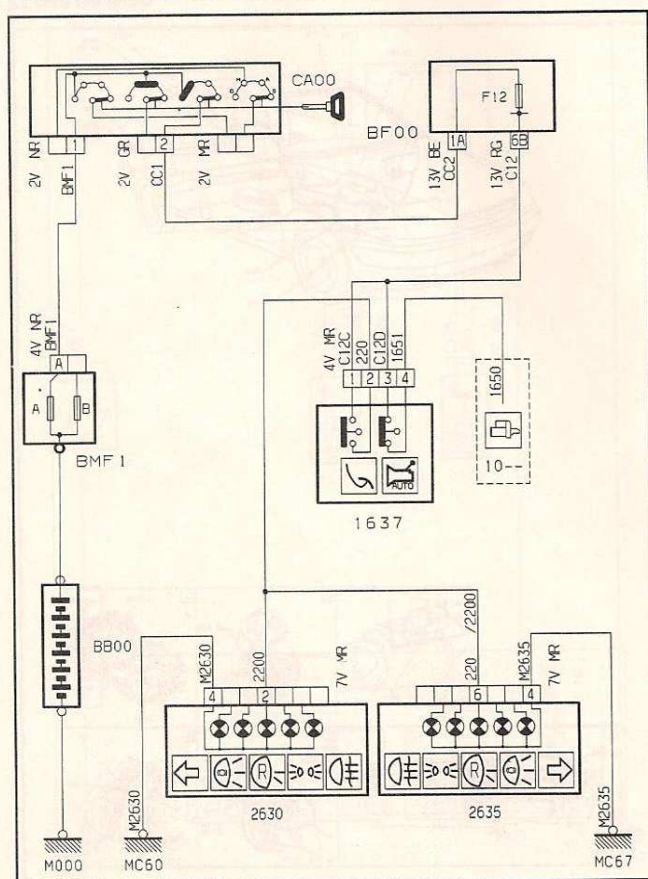 CA00
BF00
F12
1
2
1A
6B
2V NR
BMF1
2V GR
CC1
2V MR
13V BE
CC2
13V RG
C12
4V NR
BMF1
A
A
B
BMF1
4V MR
C12C
220
C12D
1651
1
2
3
4
AUTO
1637
1650
10--
BB00
M2630
2200
7V MR
4
2
R
2630
220
/2200
M2635
7V MR
6
4
R
2635
M2630
M2635
M000
MC60
MC67